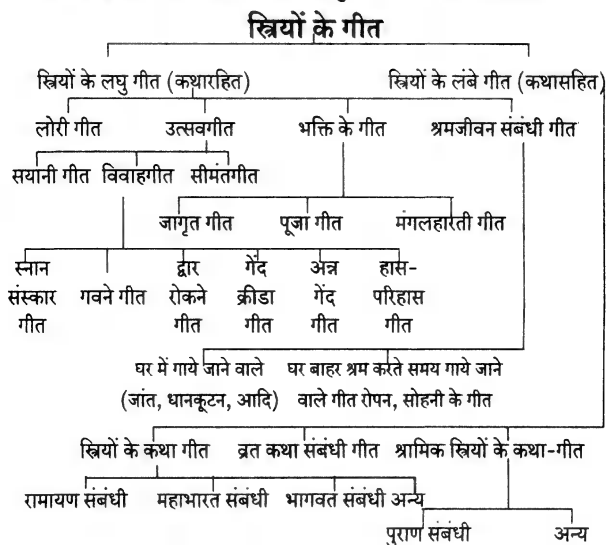 स्त्रियों के गीत
स्त्रियों के लघु गीत (कथारहित) स्त्रियों के लंबे गीत (कथासहित)
लोरी गीत उत्सवगीत भक्ति के गीत श्रमजीवन संबंधी गीत
सयानी गीत विवाहगीत सीमंतगीत
जागृत गीत पूजा गीत मंगलहारती गीत
स्नान द्वार गेंद अन्न हास-
संस्कार गवने गीत रोकने क्रीडा गेंद परिहास
गीत गीत गीत गीत गीत
घर में गाये जाने वाले घर बाहर श्रम करते समय गाये जाने
(जांत, धानकूटन, आदि) वाले गीत रोपन, सोहनी के गीत
स्त्रियों के कथा गीत व्रत कथा संबंधी गीत श्रामिक स्त्रियों के कथा-गीत
रामायण संबंधी महाभारत संबंधी भागवत संबंधी अन्य
पुराण संबंधी अन्य